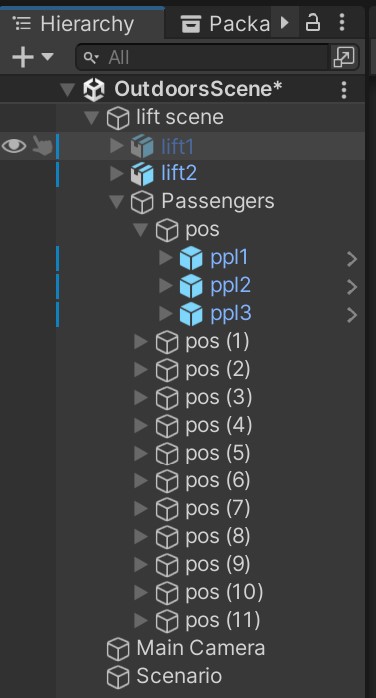 Hierarchy Packa
All
OutdoorsScene*
lift scene
lift1
lift2
Passengers
pos
ppl1
ppl2
ppl3
pos (1)
pos (2)
pos (3)
pos (4)
pos (5)
pos (6)
pos (7)
pos (8)
pos (9)
pos (10)
pos (11)
Main Camera
Scenario